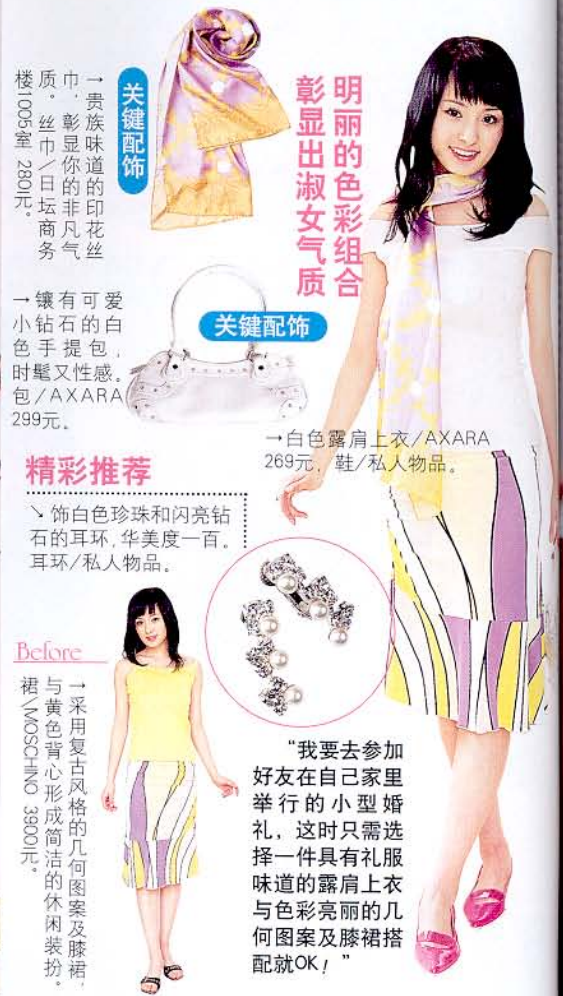 明丽的色彩组合
彰显出淑女气质
关键配饰
→贵族味道的印花丝
巾，彰显你的非凡气
质。丝巾/日坛商务
楼1005室 280元。
关键配饰
→镶有可爱
小钻石的白
色手提包，
时髦又性感。
包/AXARA
299元。
→白色露肩上衣/AXARA
269元，鞋/私人物品。
精彩推荐
↘饰白色珍珠和闪亮钻
石的耳环，华美度一百。
耳环/私人物品。
Before
→采用复古风格的几何图案及膝裙，
与黄色背心形成简洁的休闲装扮。
裙\MOSCHINO 3900元。
“我要去参加
好友在自己家里
举行的小型婚
礼，这时只需选
择一件具有礼服
味道的露肩上衣
与色彩亮丽的几
何图案及膝裙搭
配就OK！”